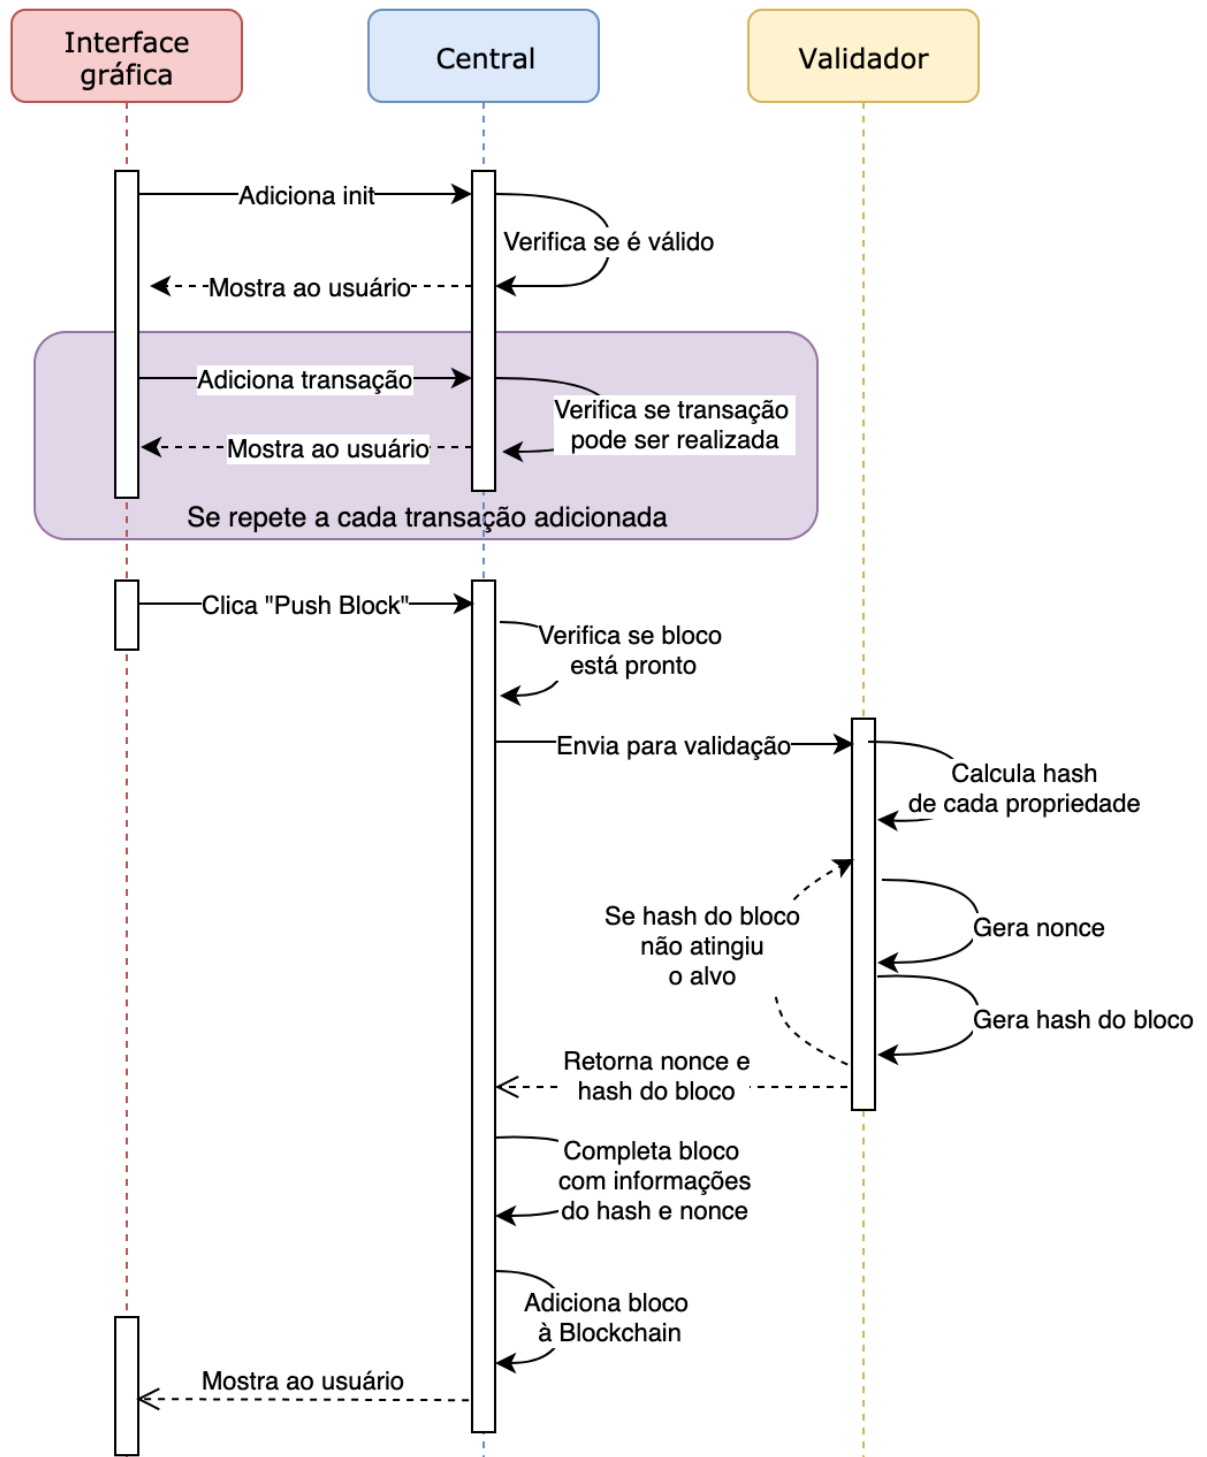 Interface
gráfica
Central
Validador
Adiciona init
Verifica se é válido
Mostra ao usuário
Adiciona transação
Verifica se transação
pode ser realizada
Mostra ao usuário
Se repete a cada transação adicionada
Clica "Push Block"
Verifica se bloco
está pronto
Envia para validação
Calcula hash
de cada propriedade
Se hash do bloco
não atingiu
o alvo
Gera nonce
Gera hash do bloco
Retorna nonce e
hash do bloco
Completa bloco
com informações
do hash e nonce
Adiciona bloco
à Blockchain
Mostra ao usuário